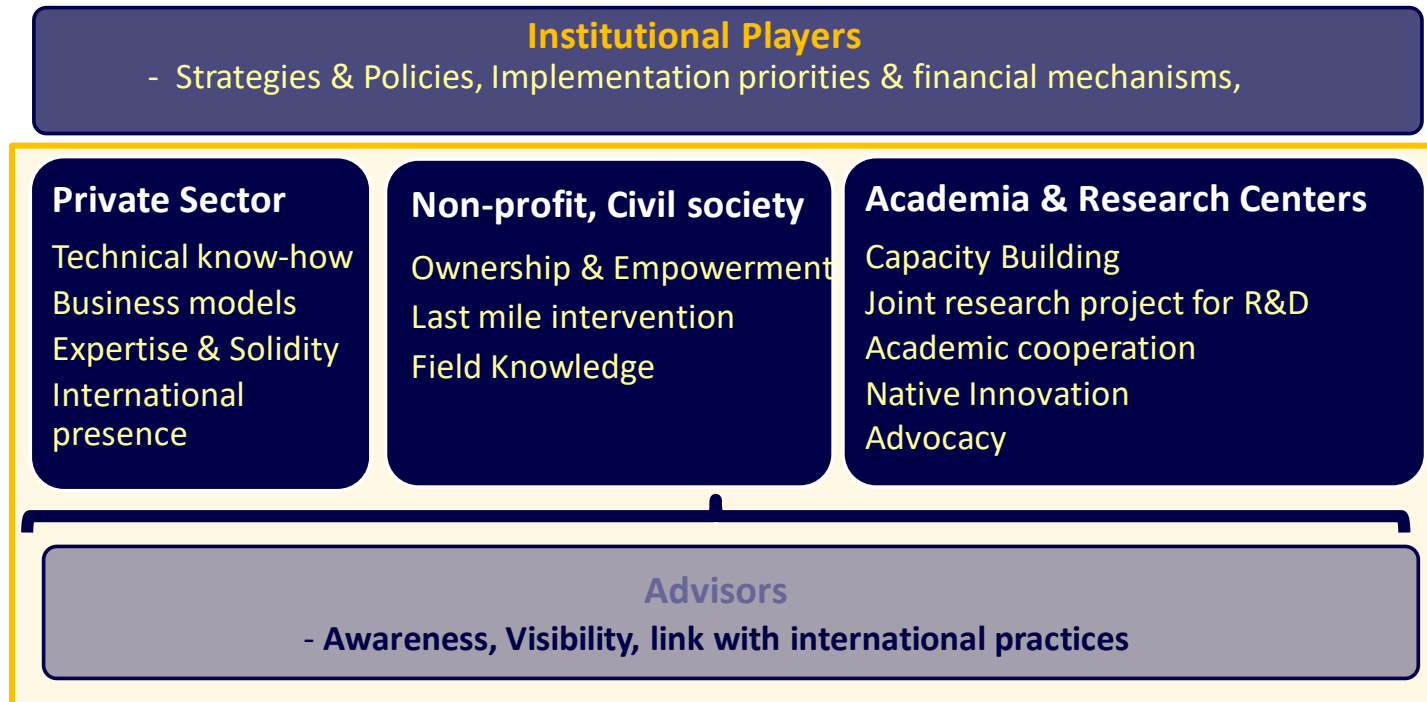 Institutional Players
- Strategies & Policies, Implementation priorities & financial mechanisms,
Private Sector
Technical know-how
Business models
Expertise & Solidity
International
presence
Non-profit, Civil society
Ownership & Empowerment
Last mile intervention
Field Knowledge
Academia & Research Centers
Capacity Building
Joint research project for R&D
Academic cooperation
Native Innovation
Advocacy
Advisors
- Awareness, Visibility, link with international practices